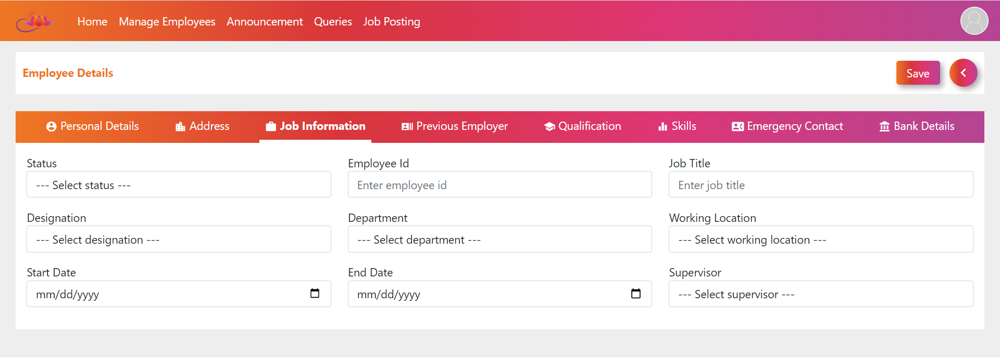 Home Manage Employees Announcement Queries Job Posting
Employee Details
Save
Personal Details Address Job Information Previous Employer Qualification Skills Emergency Contact Bank Details
Status Employee Id Job Title
--- Select status --- Enter employee id Enter job title
Designation Department Working Location
--- Select designation --- --- Select department --- --- Select working location ---
Start Date End Date Supervisor
mm/dd/yyyy mm/dd/yyyy --- Select supervisor ---